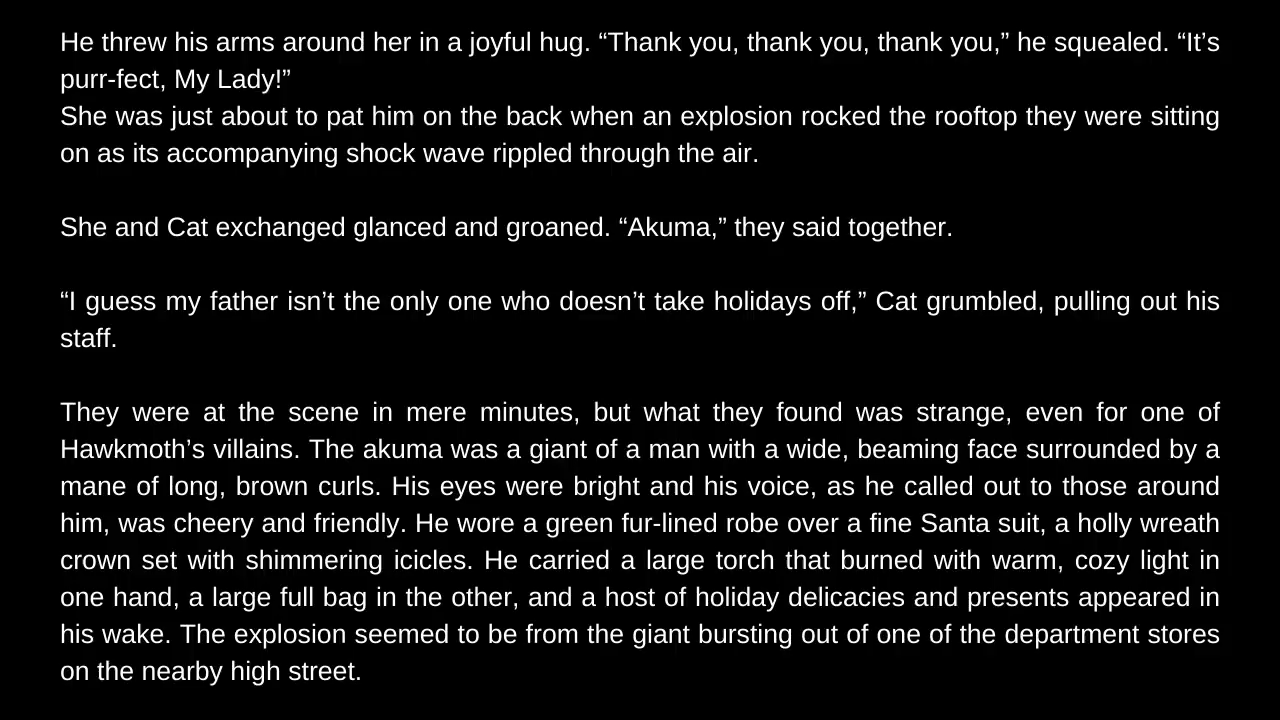 He threw his arms around her in a joyful hug. “Thank you, thank you, thank you,” he squealed. “It’s
purr-fect, My Lady!”
She was just about to pat him on the back when an explosion rocked the rooftop they were sitting
on as its accompanying shock wave rippled through the air.
She and Cat exchanged glanced and groaned. “Akuma,” they said together.
“I guess my father isn’t the only one who doesn’t take holidays off,” Cat grumbled, pulling out his
staff.
They were at the scene in mere minutes, but what they found was strange, even for one of
Hawkmoth’s villains. The akuma was a giant of a man with a wide, beaming face surrounded by a
mane of long, brown curls. His eyes were bright and his voice, as he called out to those around
him, was cheery and friendly. He wore a green fur-lined robe over a fine Santa suit, a holly wreath
crown set with shimmering icicles. He carried a large torch that burned with warm, cozy light in
one hand, a large full bag in the other, and a host of holiday delicacies and presents appeared in
his wake. The explosion seemed to be from the giant bursting out of one of the department stores
on the nearby high street.